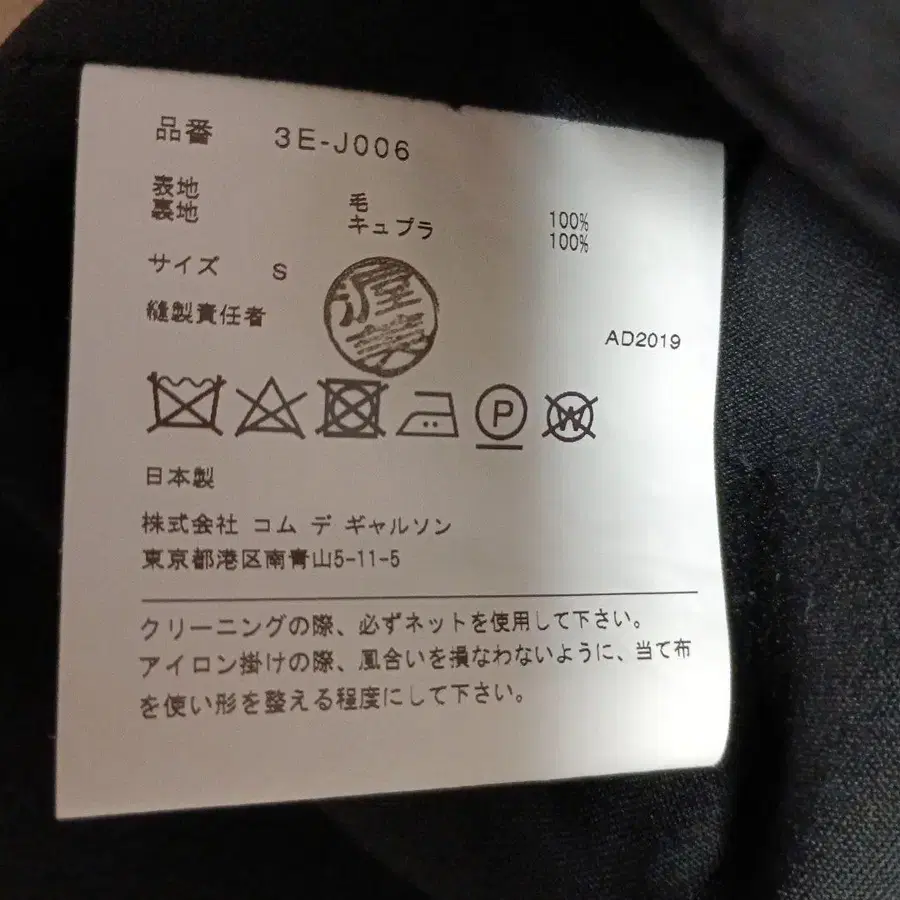 品番 3E-J006
表地 毛 100%
裏地 キュプラ 100%
サイズ S
縫製責任者 渥美
AD2019
P
W
日本製
株式会社 コム デ ギャルソン
東京都港区南青山5-11-5
クリーニングの際、必ずネットを使用して下さい。
アイロン掛けの際、風合いを損なわないように、当て布
を使い形を整える程度にして下さい。